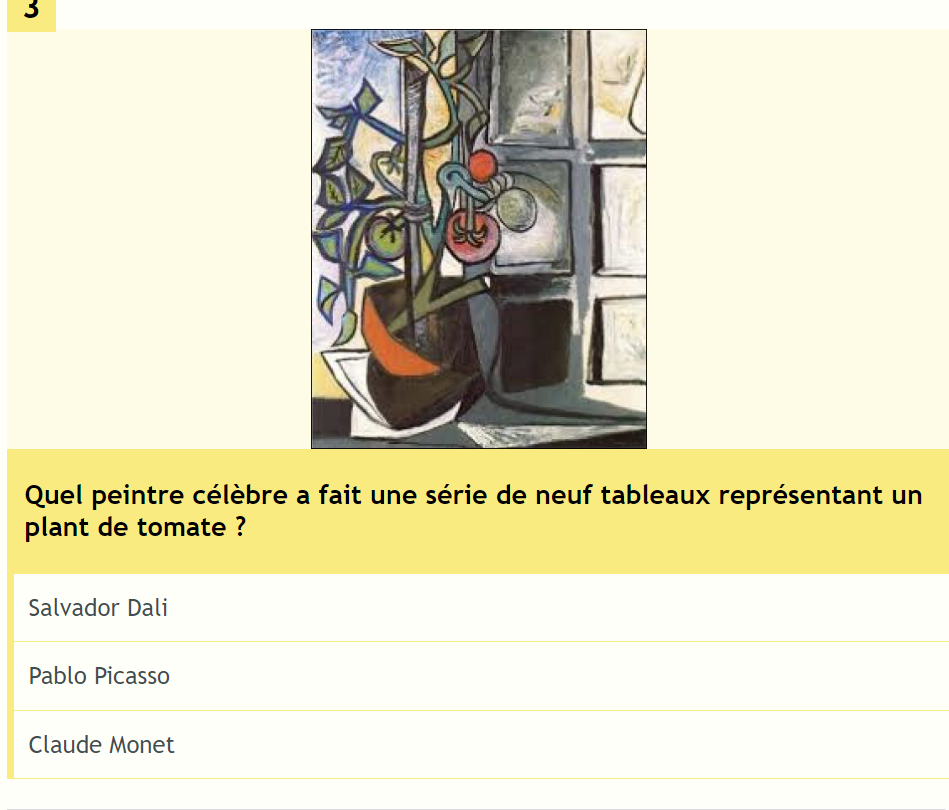 3
Quel peintre célèbre a fait une série de neuf tableaux représentant un
plant de tomate ?
Salvador Dali
Pablo Picasso
Claude Monet